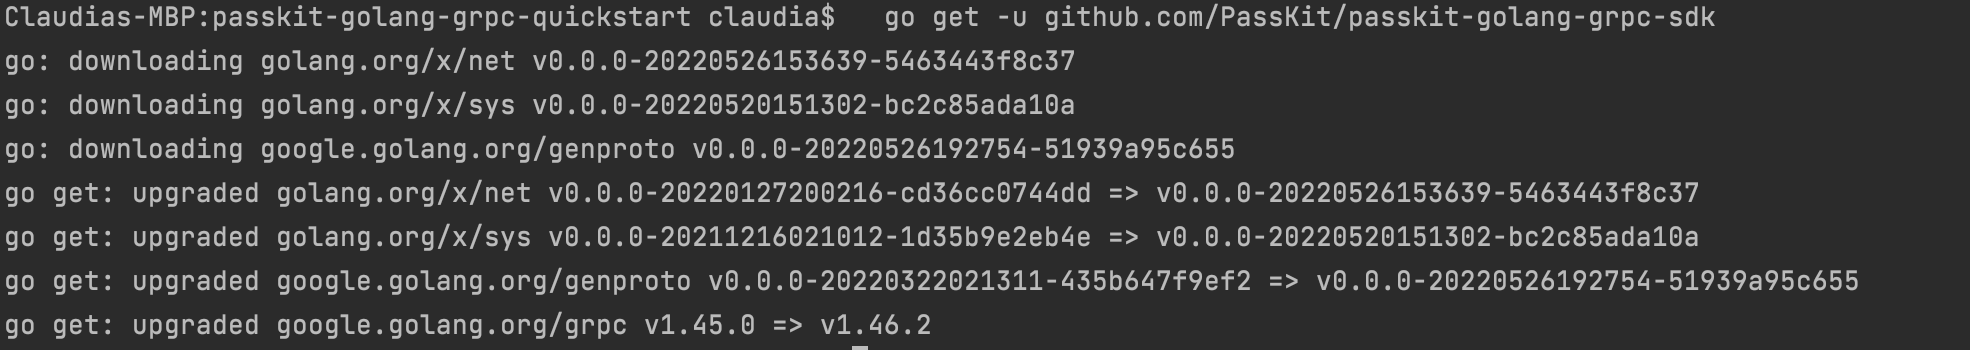 Claudias-MBP:passkit-golang-grpc-quickstart claudia$   go get -u github.com/PassKit/passkit-golang-grpc-sdk
go: downloading golang.org/x/net v0.0.0-20220526153639-5463443f8c37
go: downloading golang.org/x/sys v0.0.0-20220520151302-bc2c85ada10a
go: downloading google.golang.org/genproto v0.0.0-20220526192754-51939a95c655
go get: upgraded golang.org/x/net v0.0.0-20220127200216-cd36cc0744dd => v0.0.0-20220526153639-5463443f8c37
go get: upgraded golang.org/x/sys v0.0.0-20211216021012-1d35b9e2eb4e => v0.0.0-20220520151302-bc2c85ada10a
go get: upgraded google.golang.org/genproto v0.0.0-20220322021311-435b647f9ef2 => v0.0.0-20220526192754-51939a95c655
go get: upgraded google.golang.org/grpc v1.45.0 => v1.46.2